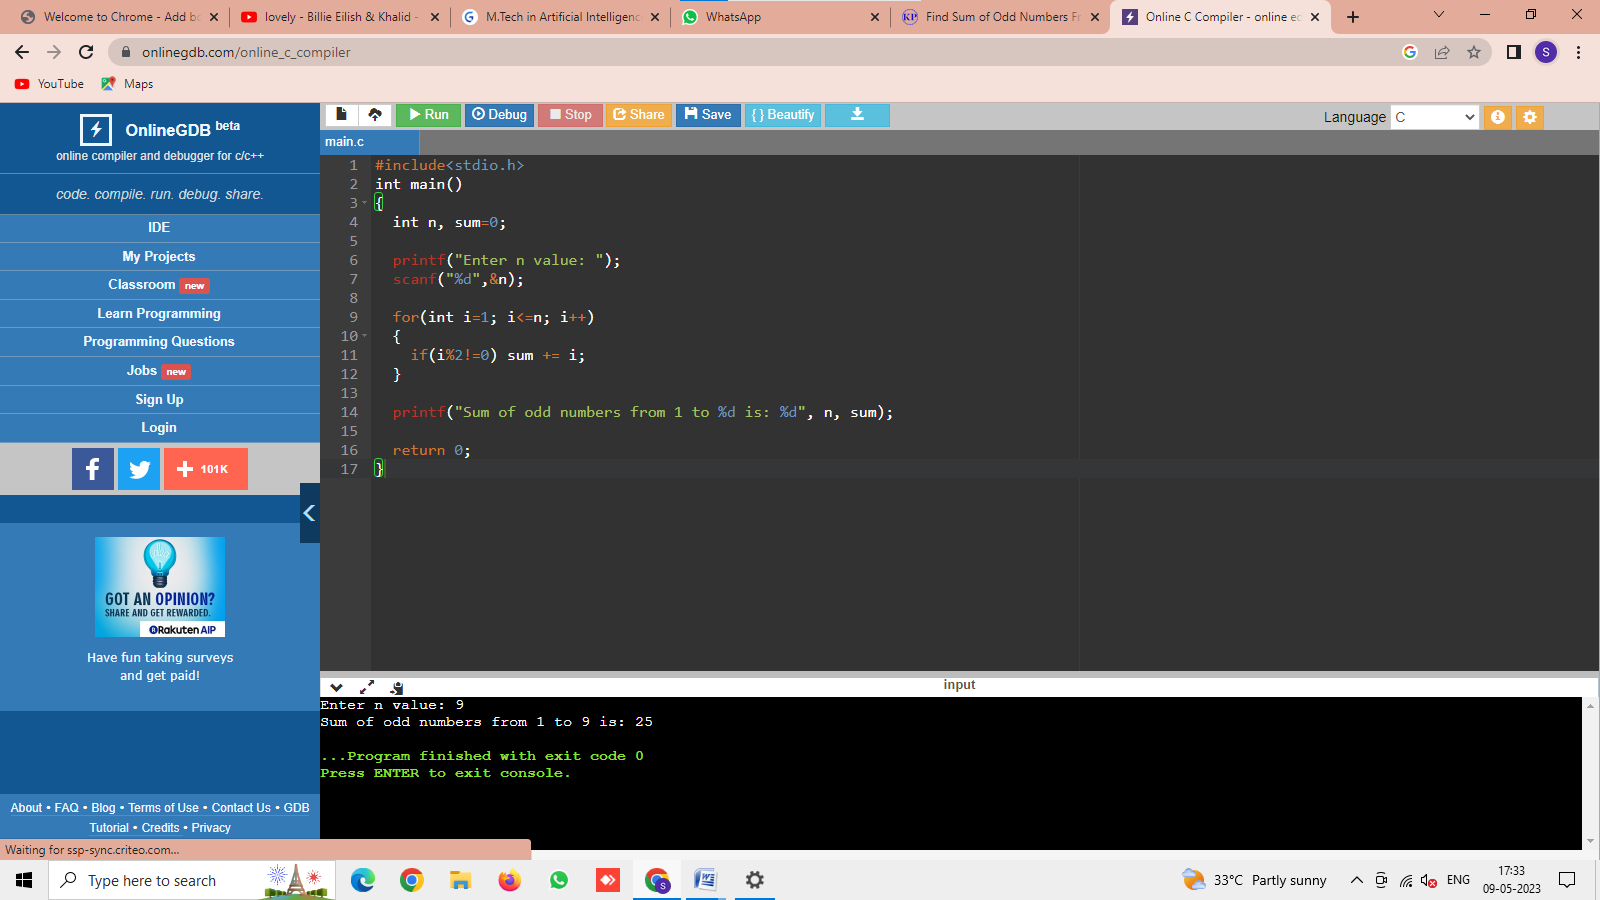 Welcome to Chrome - Add bo
lovely - Billie Eilish & Khalid -
M.Tech in Artificial Intelligenc
WhatsApp
Find Sum of Odd Numbers Fr
Online C Compiler - online ed
onlinegdb.com/online_c_compiler
S
YouTube
Maps
OnlineGDB beta
online compiler and debugger for c/c++
code. compile. run. debug. share.
IDE
My Projects
Classroom new
Learn Programming
Programming Questions
Jobs new
Sign Up
Login
101K
GOT AN OPINION?
SHARE AND GET REWARDED.
Rakuten AIP
Have fun taking surveys
and get paid!
About • FAQ • Blog • Terms of Use • Contact Us • GDB
Tutorial • Credits • Privacy
Waiting for ssp-sync.criteo.com...
Run Debug Stop Share Save { } Beautify
Language C
main.c
1 #include<stdio.h>
2 int main()
3 {
4 int n, sum=0;
5
6 printf("Enter n value: ");
7 scanf("%d",&n);
8
9 for(int i=1; i<=n; i++)
10 {
11 if(i%2!=0) sum += i;
12 }
13
14 printf("Sum of odd numbers from 1 to %d is: %d", n, sum);
15
16 return 0;
17 }
input
Enter n value: 9
Sum of odd numbers from 1 to 9 is: 25
...Program finished with exit code 0
Press ENTER to exit console.
Type here to search
33°C Partly sunny
ENG
17:33
09-05-2023